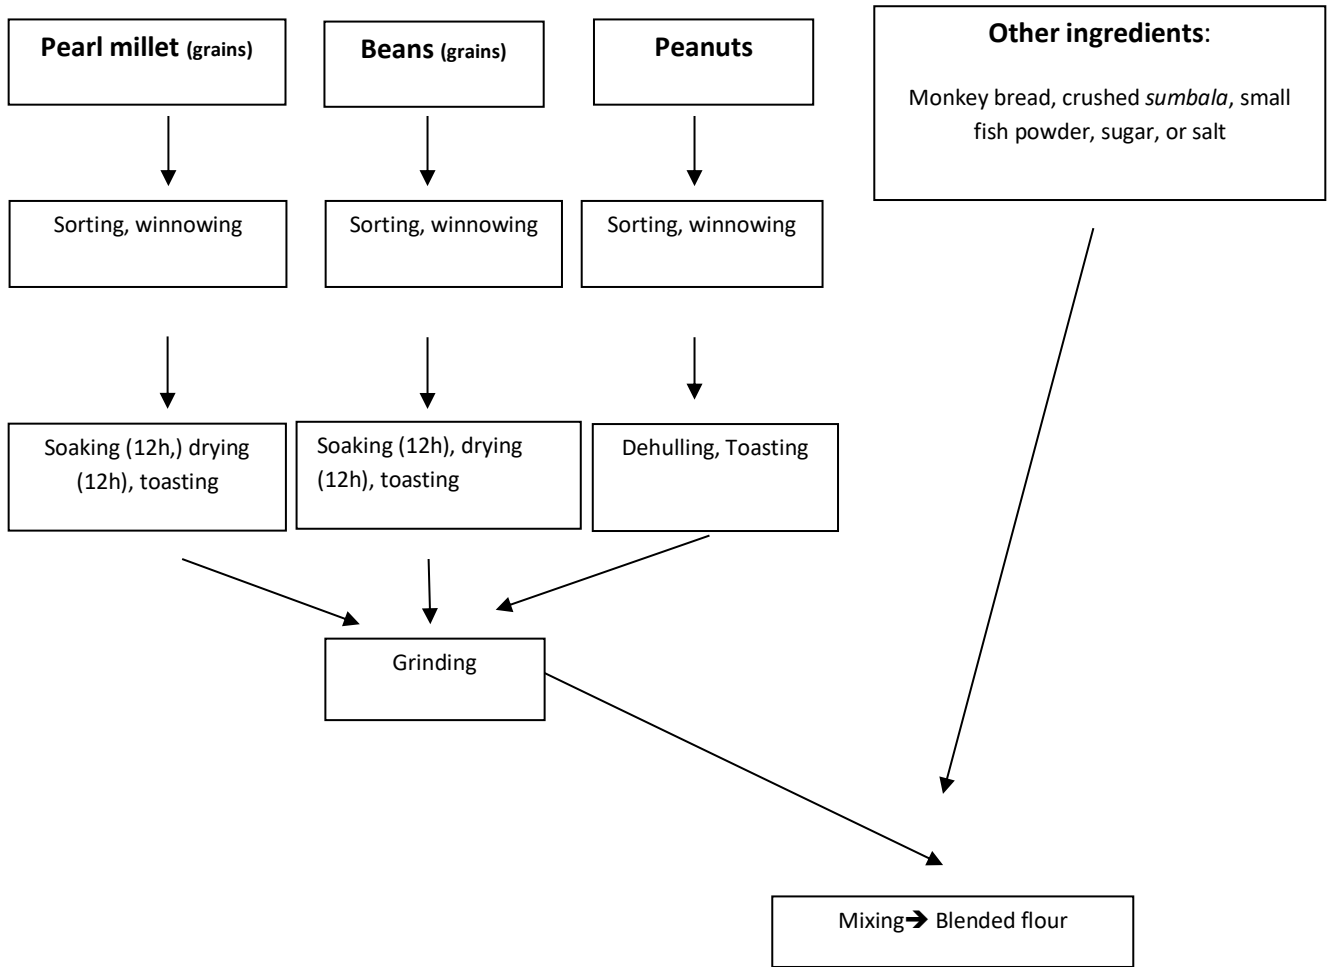 Pearl millet (grains)
Beans (grains)
Peanuts
Other ingredients:
Monkey bread, crushed sumbala, small
fish powder, sugar, or salt
Sorting, winnowing
Sorting, winnowing
Sorting, winnowing
Soaking (12h,) drying
(12h), toasting
Soaking (12h), drying
(12h), toasting
Dehulling, Toasting
Grinding
Mixing➔ Blended flour